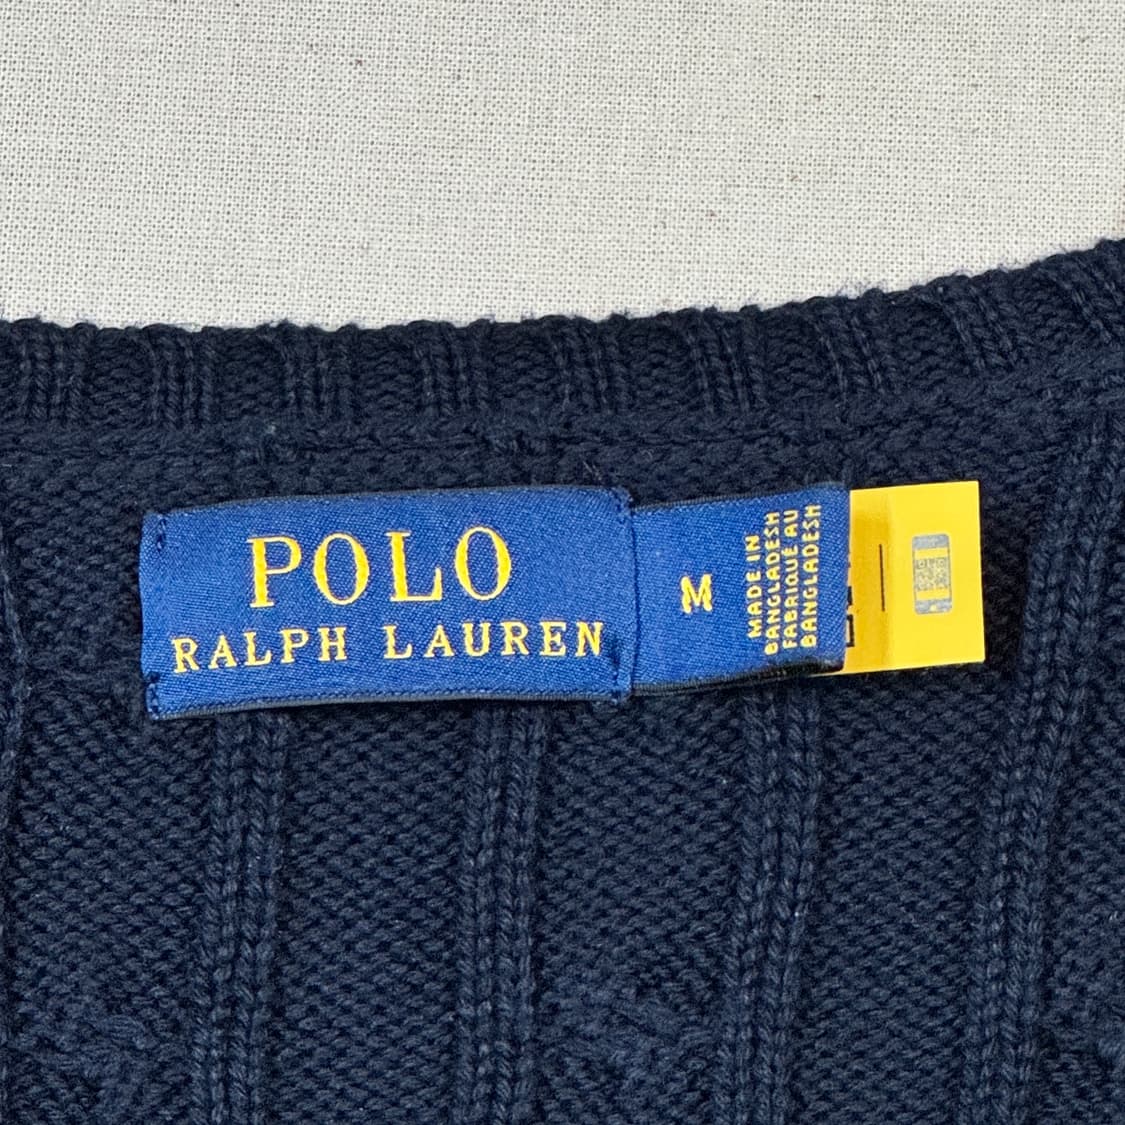 POLO
RALPH LAUREN
M
MADE IN
BANGLADESH
FABRIQUÉ AU
BANGLADESH